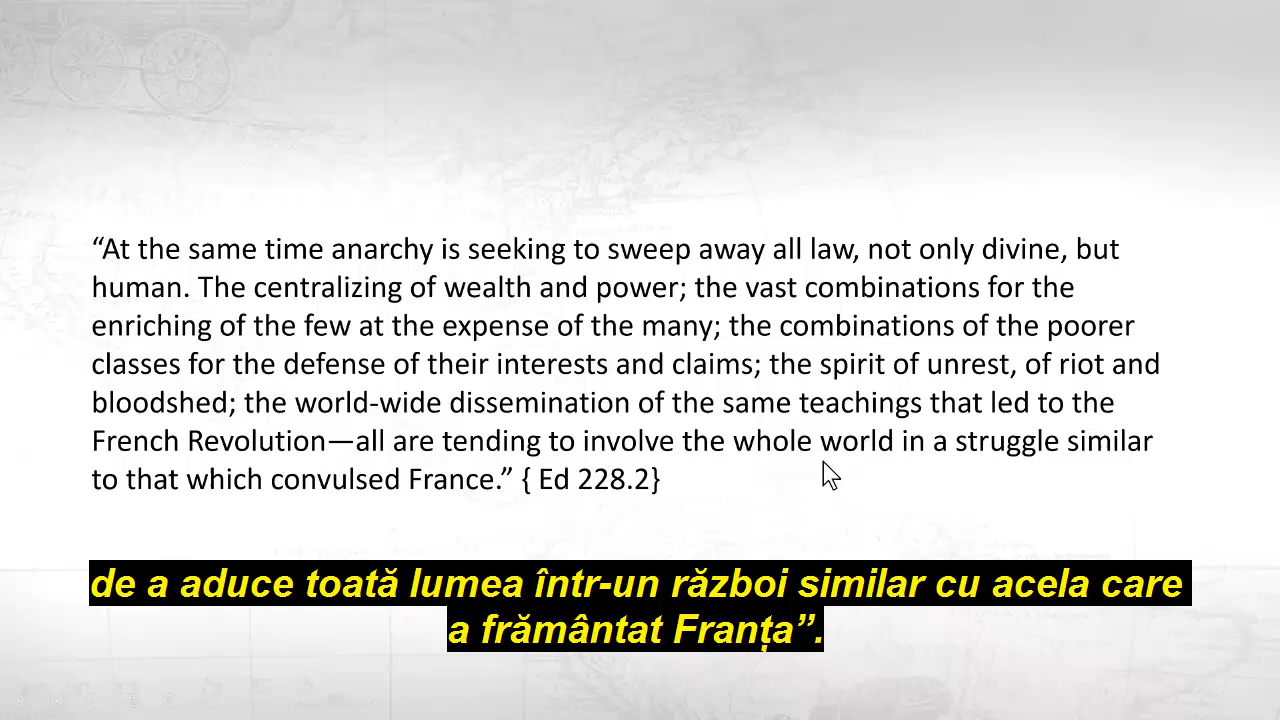 “At the same time anarchy is seeking to sweep away all law, not only divine, but
human. The centralizing of wealth and power; the vast combinations for the
enriching of the few at the expense of the many; the combinations of the poorer
classes for the defense of their interests and claims; the spirit of unrest, of riot and
bloodshed; the world-wide dissemination of the same teachings that led to the
French Revolution—all are tending to involve the whole world in a struggle similar
to that which convulsed France.” { Ed 228.2}
de a aduce toată lumea într-un război similar cu acela care
a frământat Franța”.